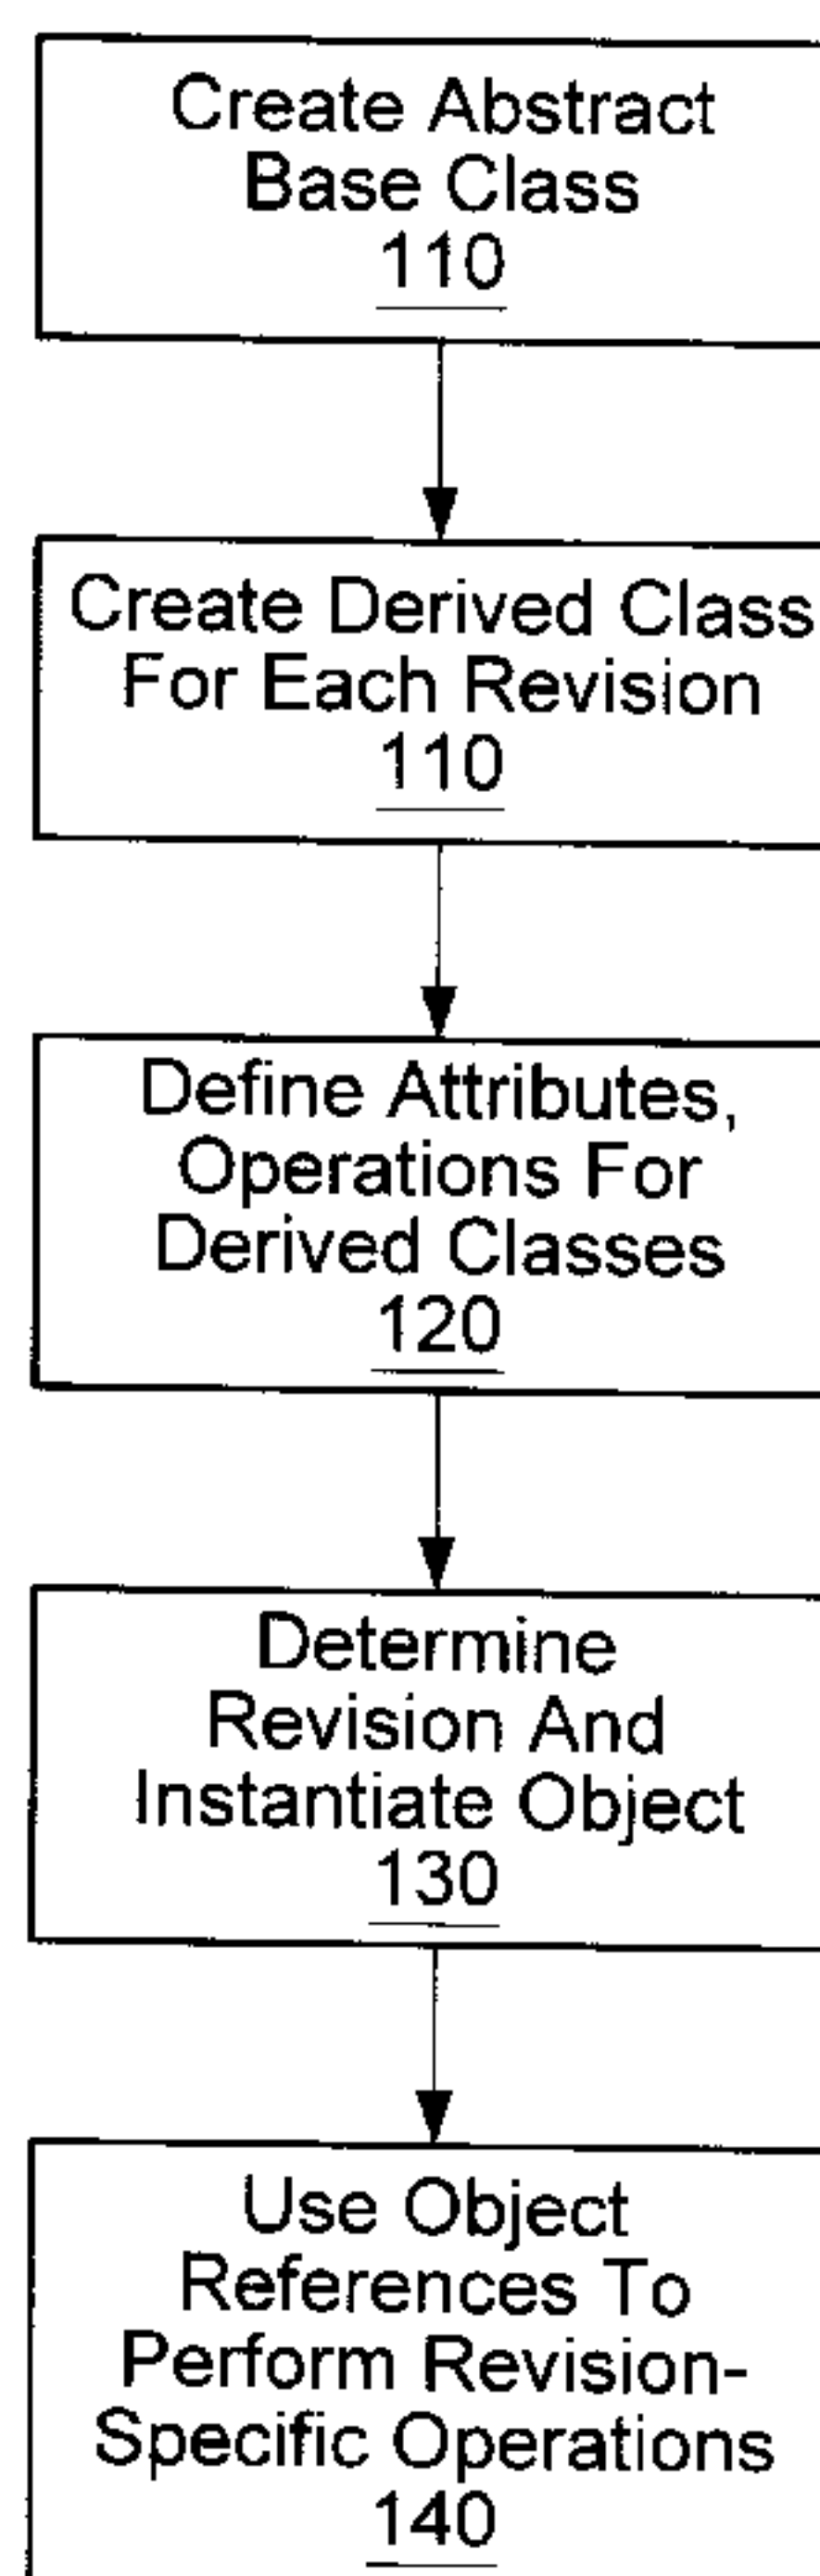 Create Abstract
Base Class
110
Create Derived Class
For Each Revision
110
Define Attributes,
Operations For
Derived Classes
120
Determine
Revision And
Instantiate Object
130
Use Object
References To
Perform Revision-
Specific Operations
140